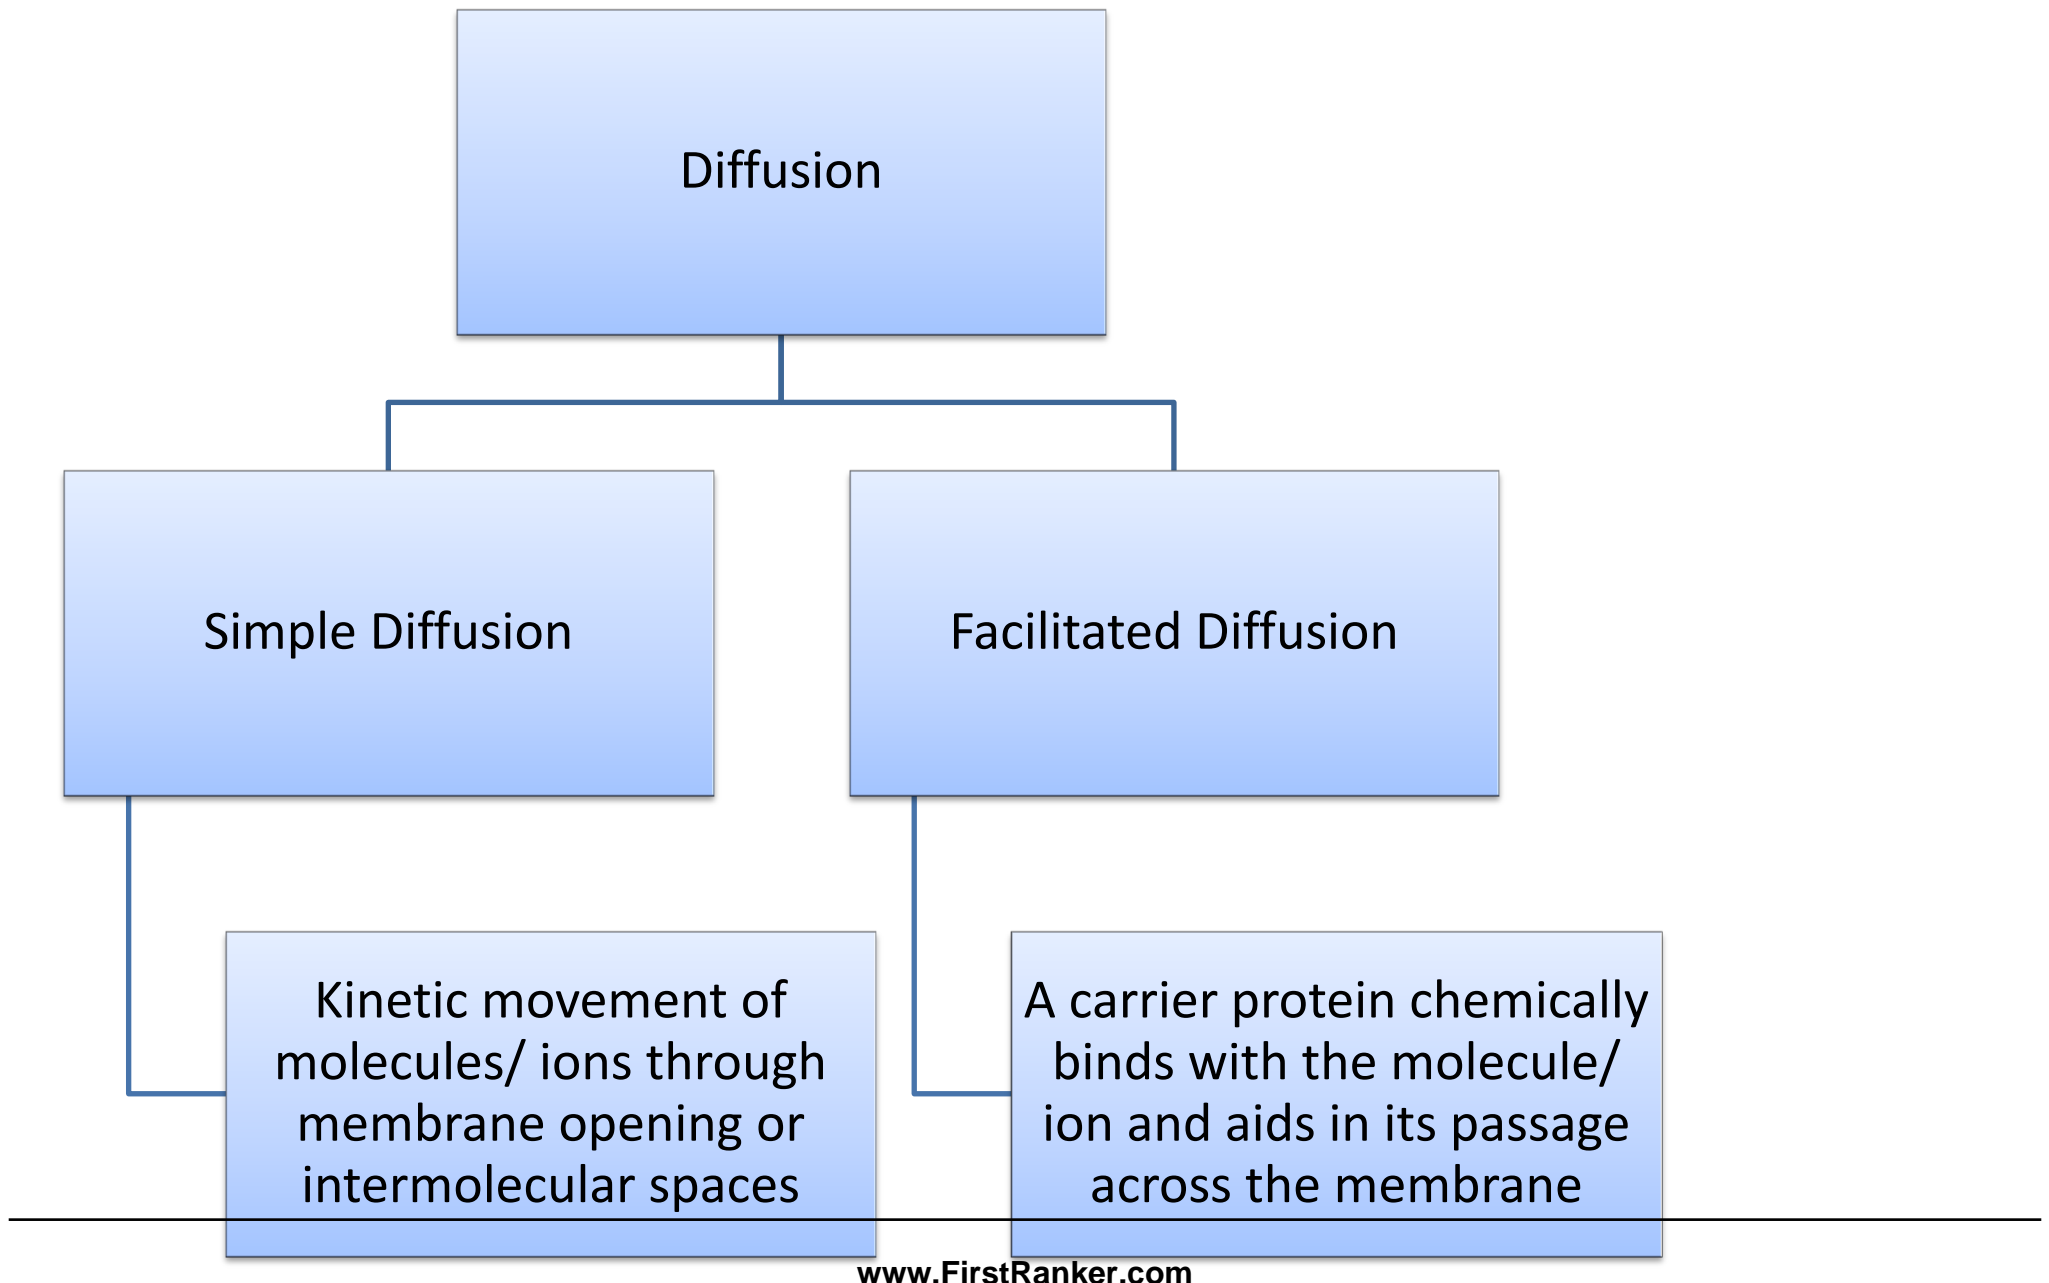 Diffusion
Simple Diffusion
Facilitated Diffusion
Kinetic movement of
molecules/ ions through
membrane opening or
intermolecular spaces
A carrier protein chemically
binds with the molecule/
ion and aids in its passage
across the membrane
www.FirstRanker.com